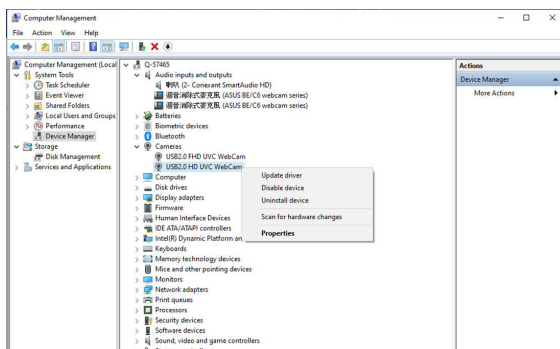 Computer Management
File Action View Help
Computer Management (Local
System Tools
Task Scheduler
Event Viewer
Shared Folders
Local Users and Groups
Performance
Device Manager
Storage
Disk Management
Services and Applications
Q-57465
Audio inputs and outputs
喇叭 (2- Conexant SmartAudio HD)
(ASUS BE/C6 webcam series)
(ASUS BE/C6 webcam series)
Batteries
Biometric devices
Bluetooth
Cameras
USB2.0 FHD UVC WebCam
USB2.0 HD UVC WebCam
Computer
Disk drives
Display adapters
Firmware
Human Interface Devices
IDE ATA/ATAPI controllers
Intel(R) Dynamic Platform an
Keyboards
Memory technology devices
Mice and other pointing devices
Monitors
Network adapters
Print queues
Processors
Security devices
Software devices
Sound, video and game controllers
Update driver
Disable device
Uninstall device
Scan for hardware changes
Properties
Actions
Device Manager
More Actions